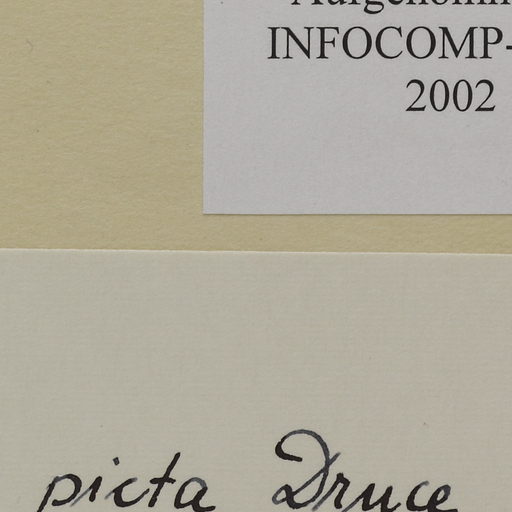 INFOCOMP-
2002
picta Druce